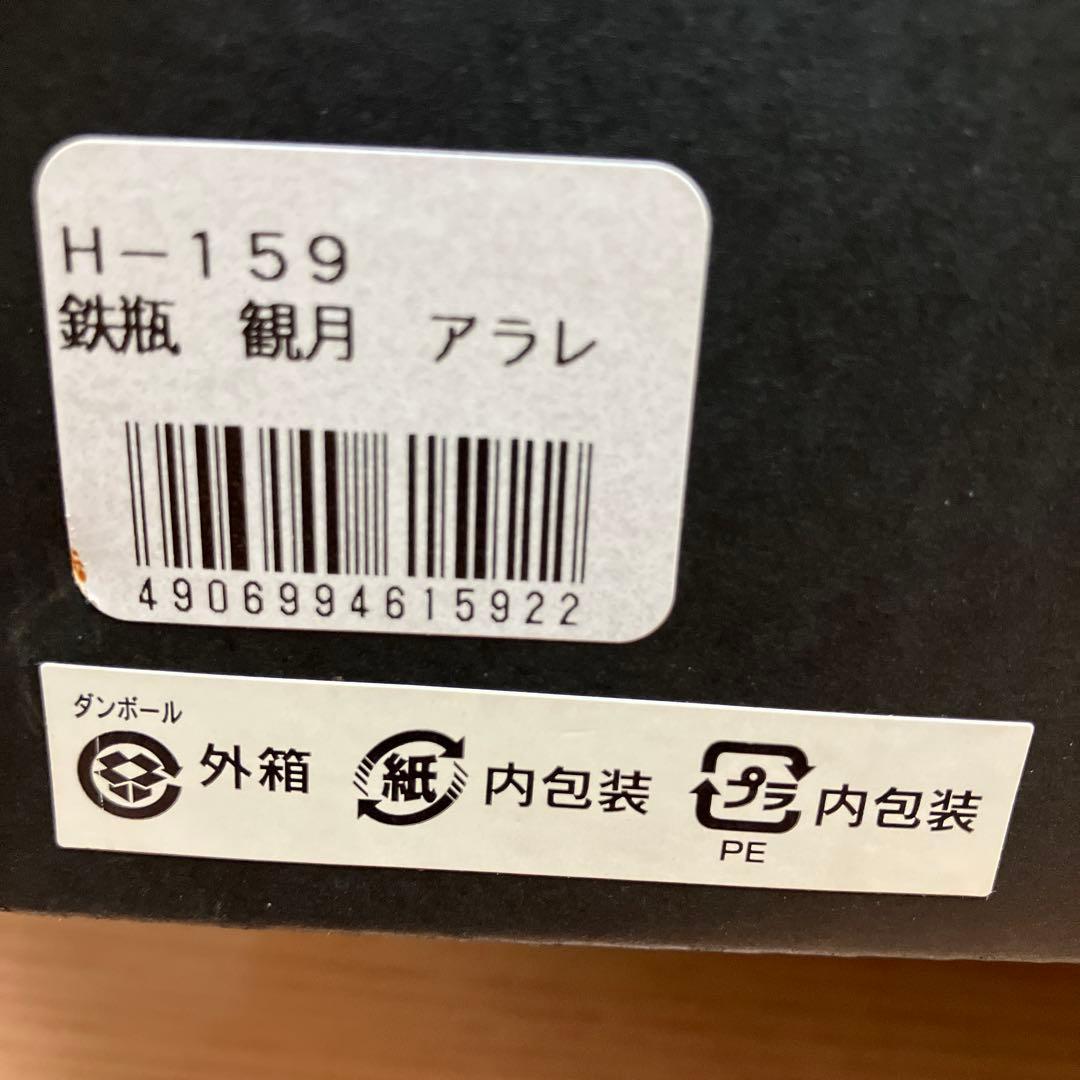 H-159
鉄瓶　観月　アラレ
4906994615922
ダンボール
外箱 紙 内包装 プラ 内包装
PE